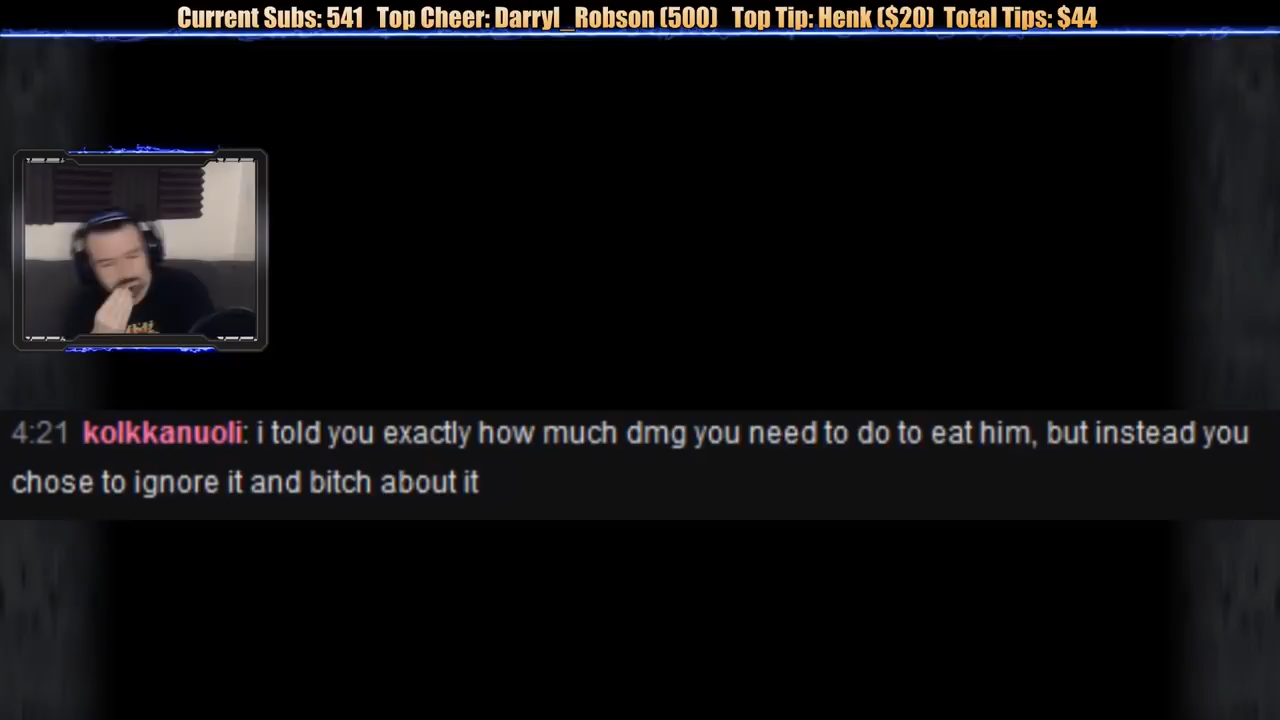 Current Subs: 541 Top Cheer: Darryl_Robson (500) Top Tip: Henk ($20) Total Tips: $44
4:21 kolkkanuoli: i told you exactly how much dmg you need to do to eat him, but instead you
chose to ignore it and bitch about it